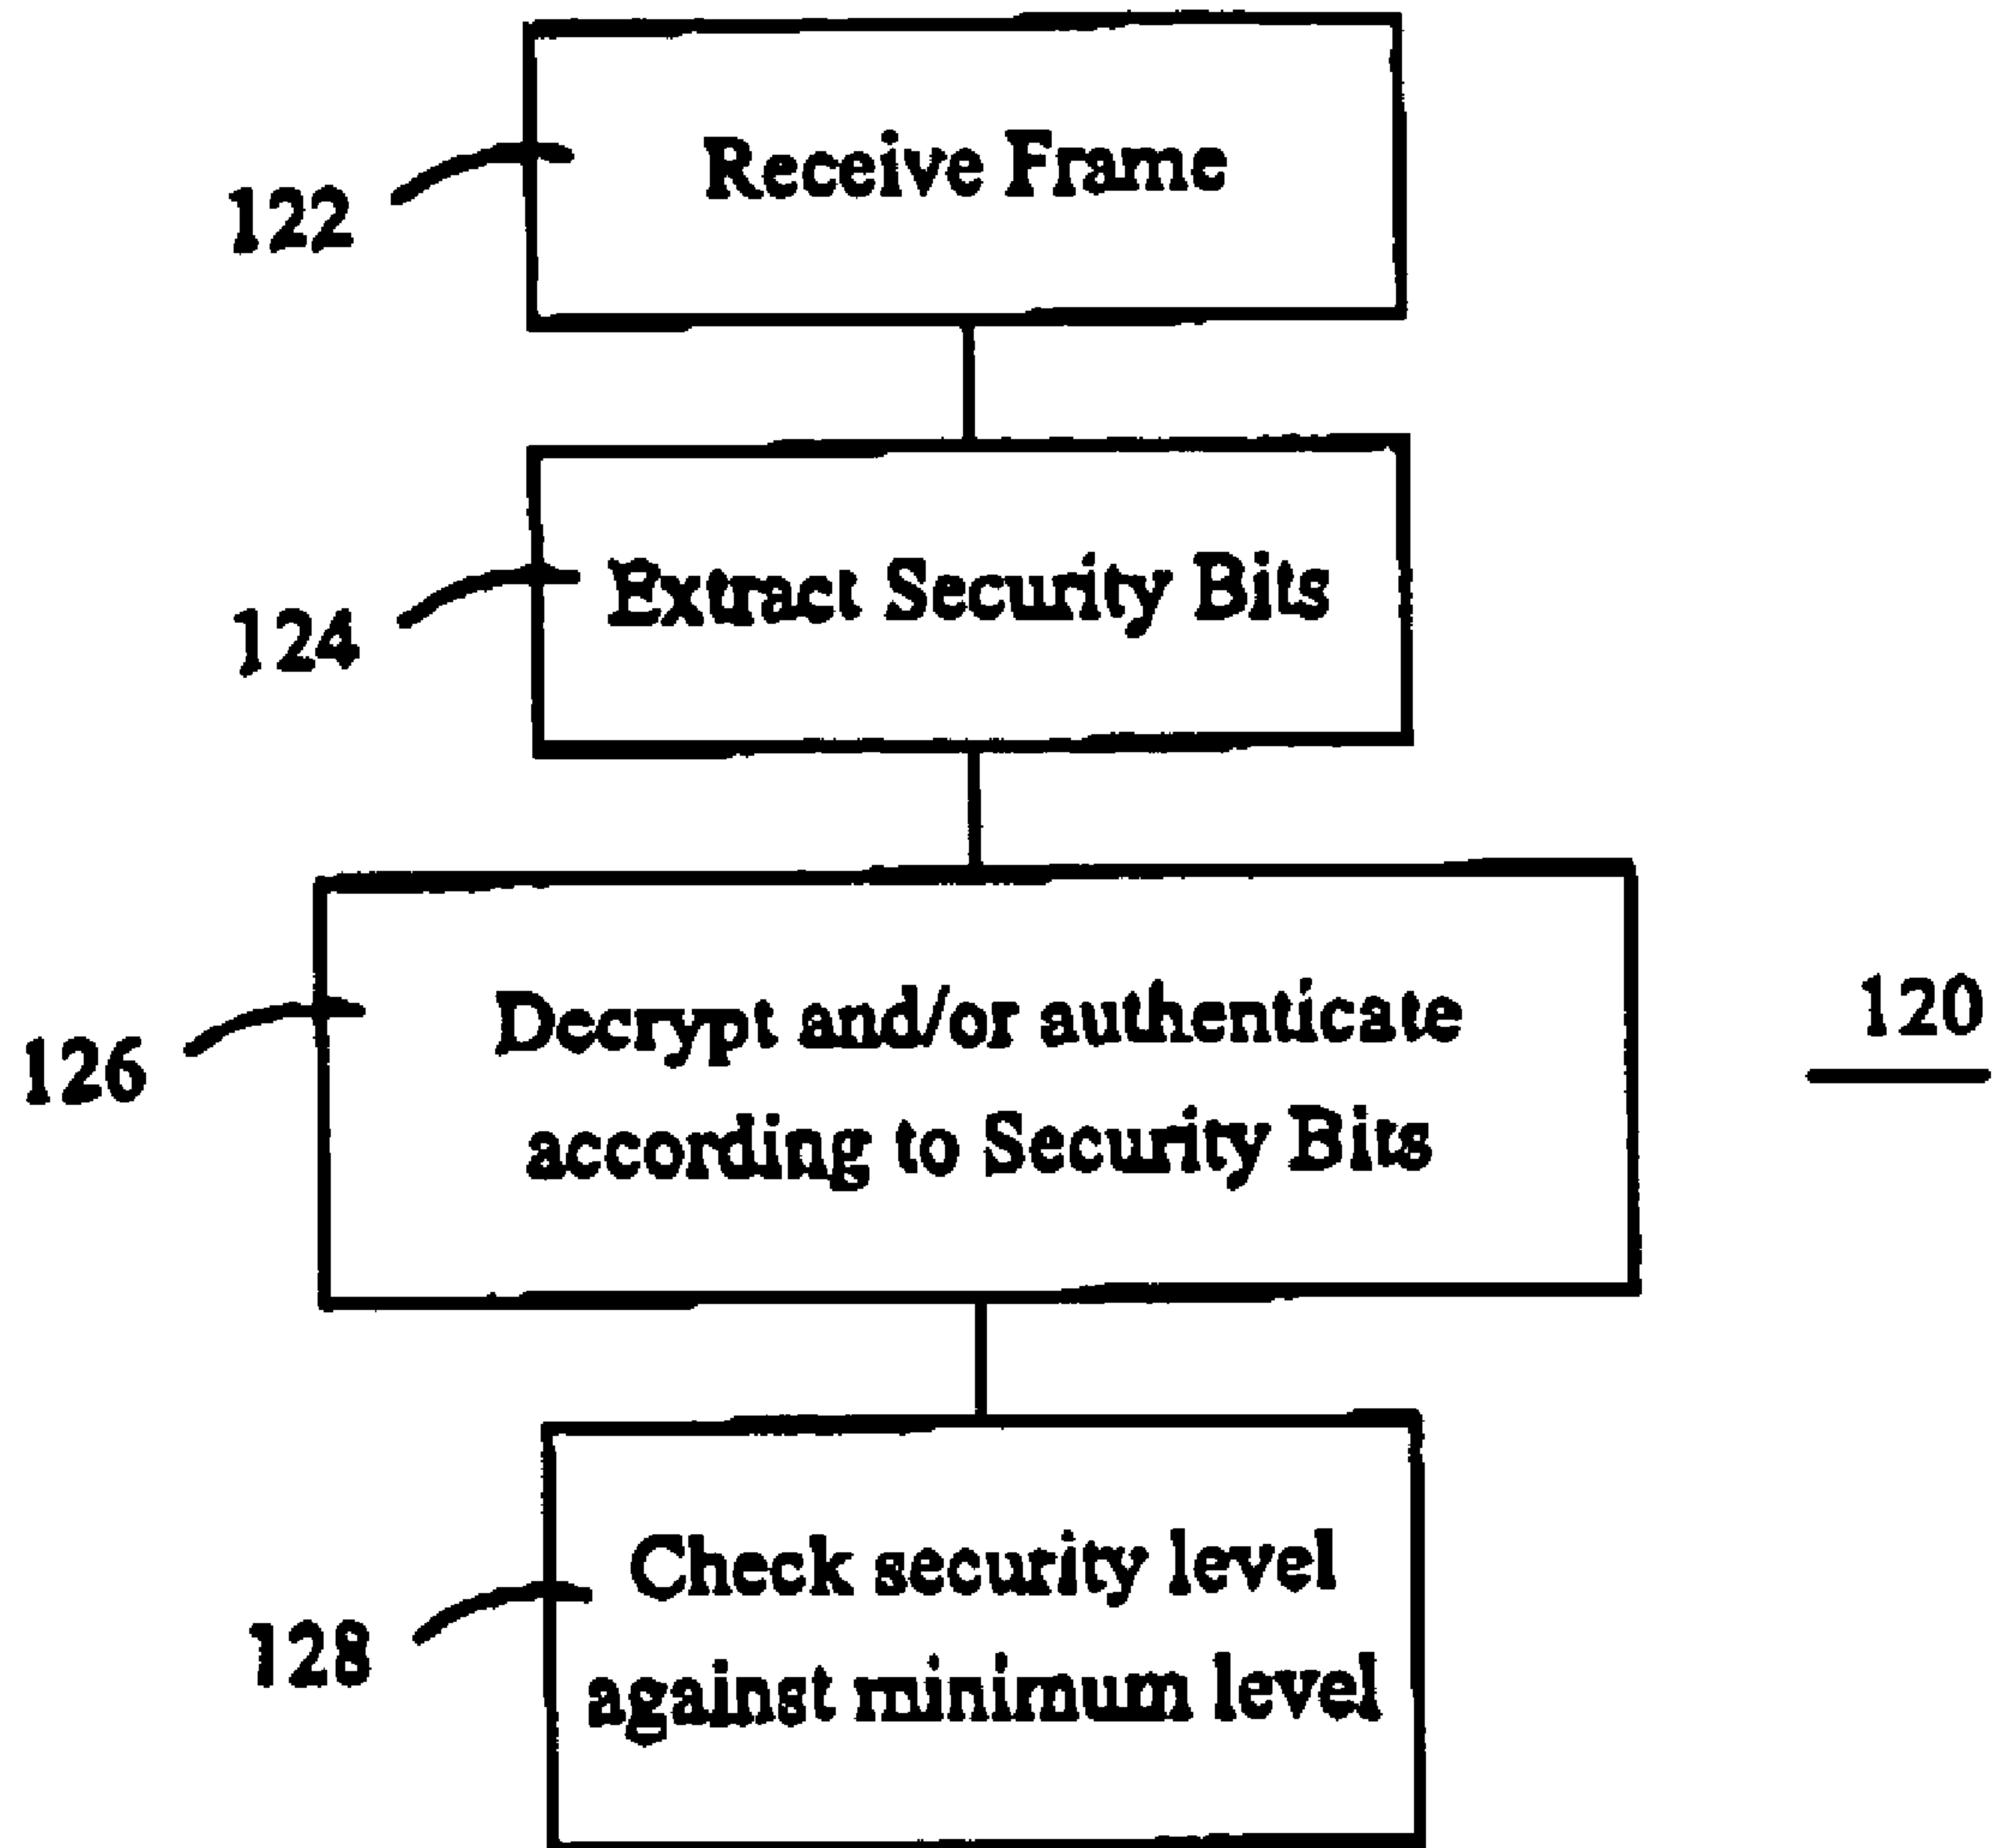 Receive Frame
122
Extract Security Bits
124
Decrypt and/or authenticate
according to Security Bits
126
120
Check security level
against minimum level
128